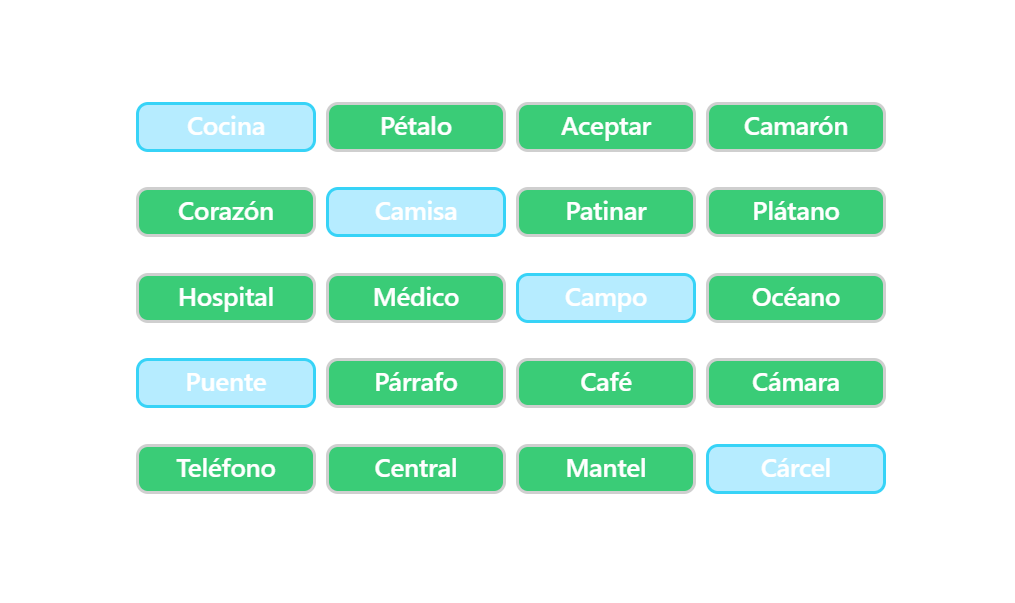 Cocina Pétalo Aceptar Camarón
Corazón Camisa Patinar Plátano
Hospital Médico Campo Océano
Puente Párrafo Café Cámara
Teléfono Central Mantel Cárcel